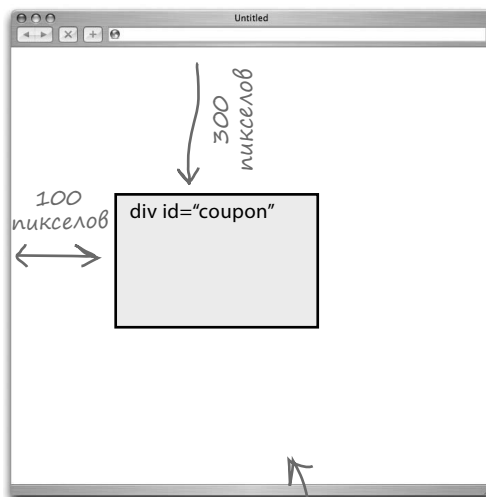 Untitled
300
пикселов
100
пикселов
div id=“coupon”